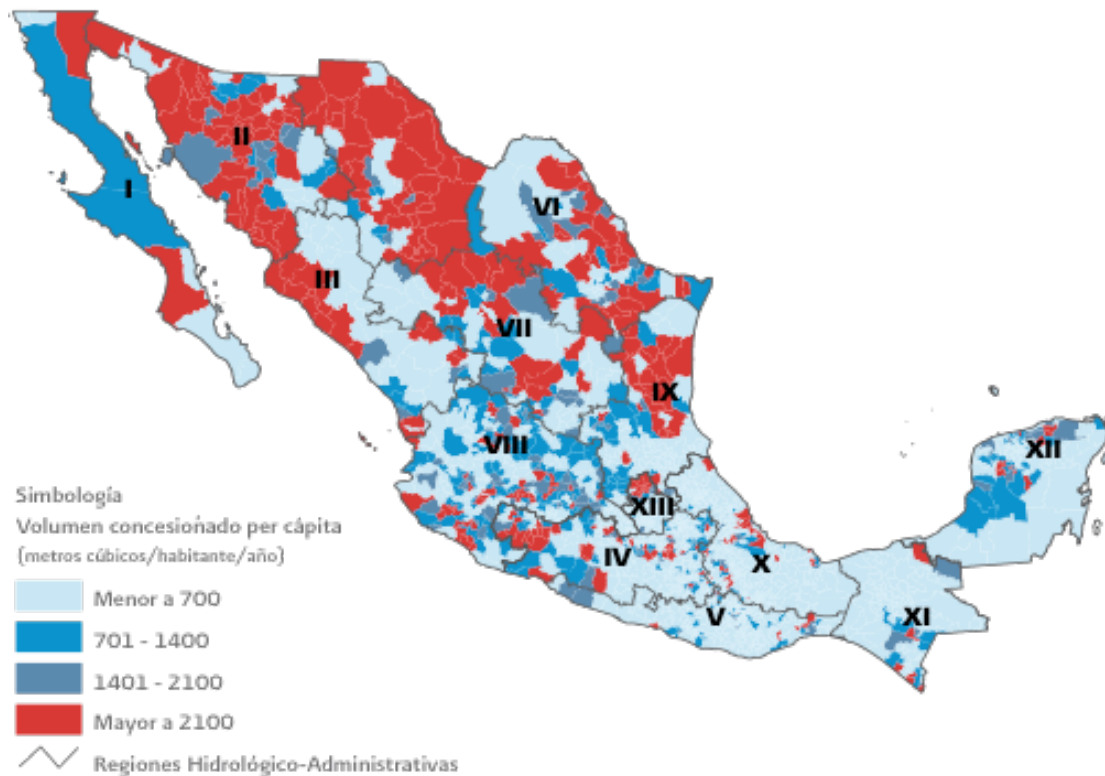 II
I
VI
III
VII
IX
VIII
XII
XIII
IV
X
V
XI
Simbología
Volumen concesionado per cápita
(metros cúbicos/habitante/año)
Menor a 700
701 - 1400
1401 - 2100
Mayor a 2100
Regiones Hidrológico-Administrativas